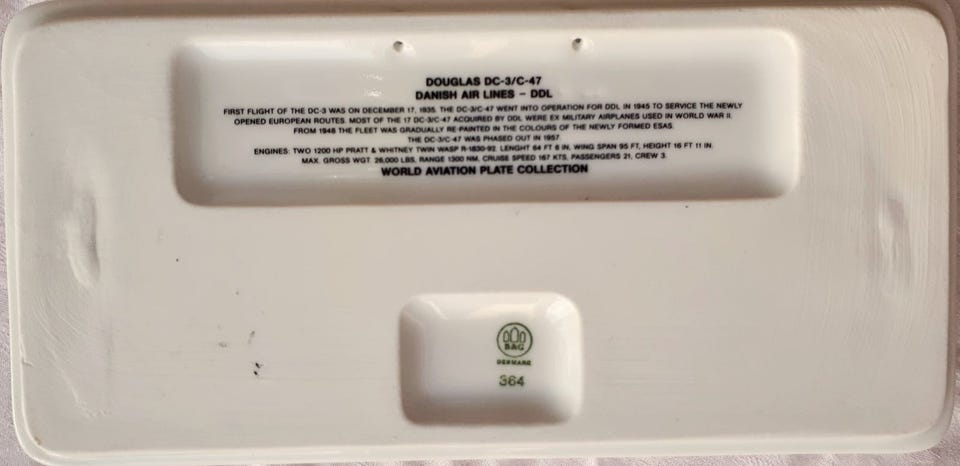 DOUGLAS DC-3/C-47
DANISH AIR LINES – DDL
FIRST FLIGHT OF THE DC-3 WAS ON DECEMBER 17, 1935. THE DC-3/C-47 WENT INTO OPERATION FOR DDL IN 1945 TO SERVICE THE NEWLY
OPENED EUROPEAN ROUTES. MOST OF THE 17 DC-3/C-47 ACQUIRED BY DDL WERE EX MILITARY AIRPLANES USED IN WORLD WAR II.
FROM 1948 THE FLEET WAS GRADUALLY RE-PAINTED IN THE COLOURS OF THE NEWLY FORMED ESAS.
THE DC-3/C-47 WAS PHASED OUT IN 1957.
ENGINES: TWO 1200 HP PRATT & WHITNEY TWIN WASP R-1830-92. LENGHT 64 FT 6 IN, WING SPAN 95 FT, HEIGHT 16 FT 11 IN.
MAX. GROSS WGT. 26,000 LBS, RANGE 1300 NM, CRUISE SPEED 167 KTS, PASSENGERS 21, CREW 3.
WORLD AVIATION PLATE COLLECTION
B&G
DENMARK
364